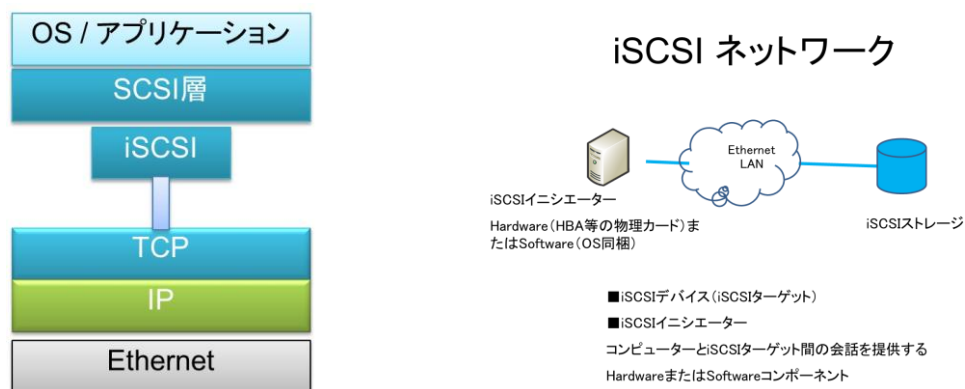 OS / アプリケーション
SCSI層
iSCSI
TCP
IP
Ethernet
iSCSI ネットワーク
Ethernet
LAN
iSCSIイニシエーター
Hardware（HBA等の物理カード）ま
たはSoftware（OS同梱）
iSCSIストレージ
■iSCSIデバイス（iSCSIターゲット）
■iSCSIイニシエーター
コンピューターとiSCSIターゲット間の会話を提供する
HardwareまたはSoftwareコンポーネント